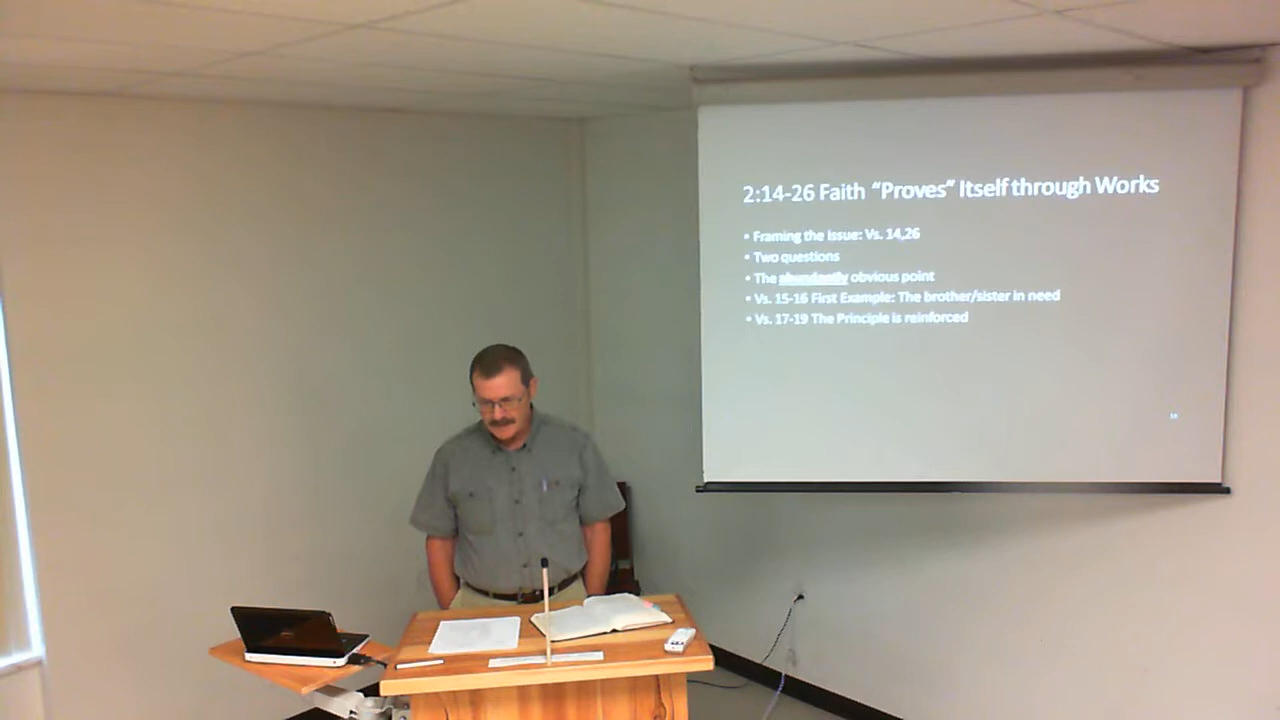 2:14-26 Faith “Proves” Itself through Works
• Framing the Issue: Vs. 14,26
• Two questions
• The abundantly obvious point
• Vs. 15-16 First Example: The brother/sister in need
• Vs. 17-19 The Principle is reinforced